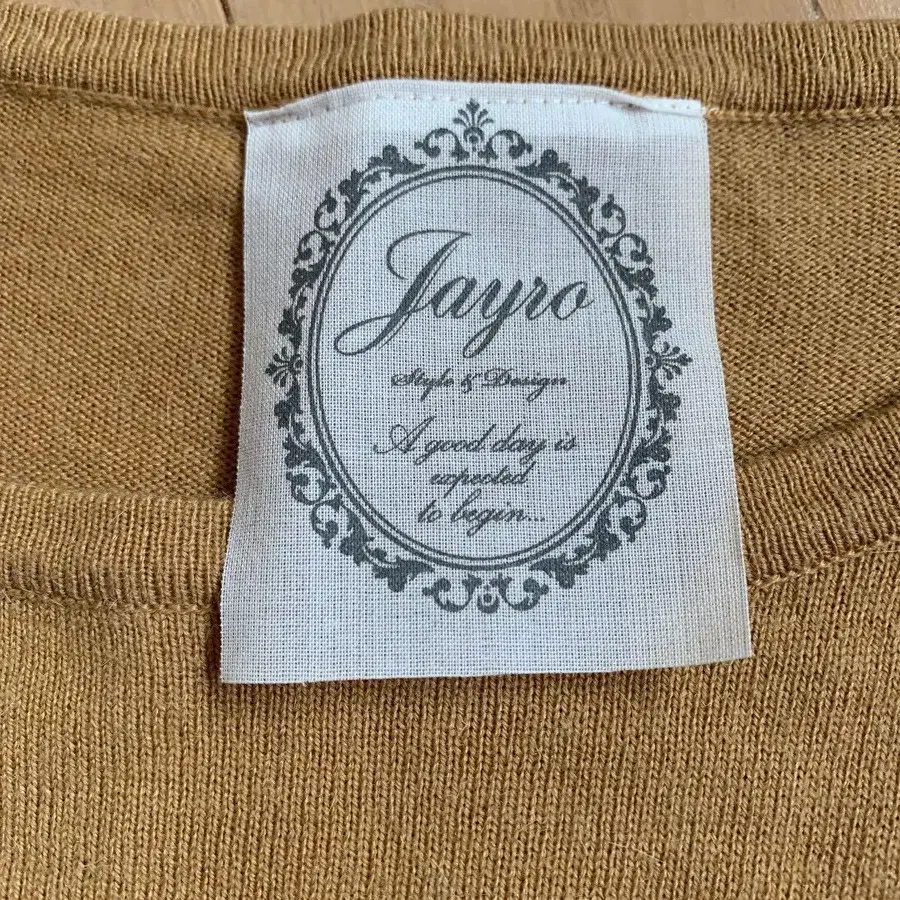 Jayro
Style & Design
A good day is
expected
to begin...